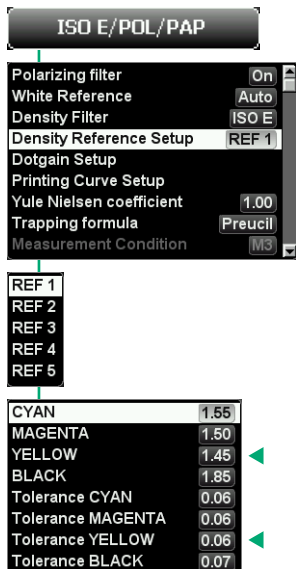 ISO E/POL/PAP
Polarizing filter On
White Reference Auto
Density Filter ISO E
Density Reference Setup REF 1
Dotgain Setup
Printing Curve Setup
Yule Nielsen coefficient 1.00
Trapping formula Preucil
Measurement Condition M3
REF 1
REF 2
REF 3
REF 4
REF 5
CYAN 1.55
MAGENTA 1.50
YELLOW 1.45
BLACK 1.85
Tolerance CYAN 0.06
Tolerance MAGENTA 0.06
Tolerance YELLOW 0.06
Tolerance BLACK 0.07